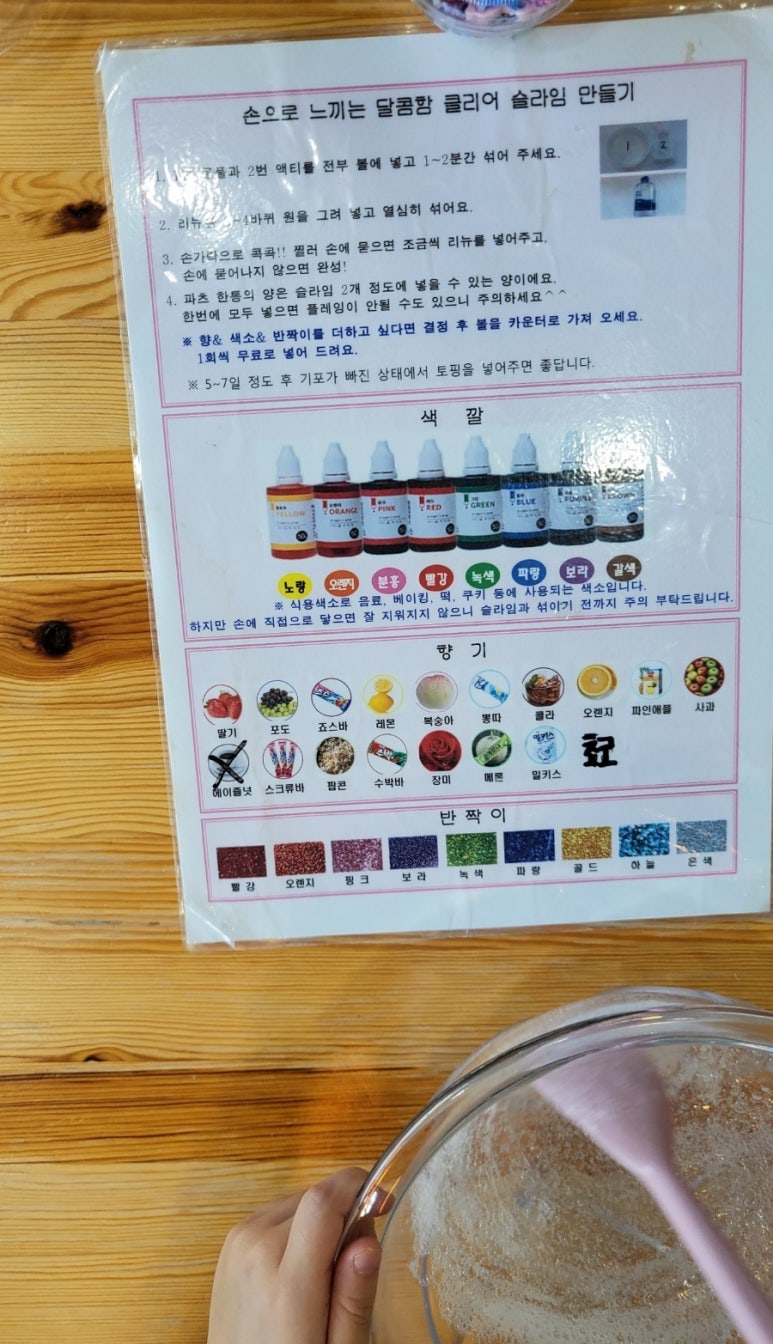 손으로 느끼는 달콤함 클리어 슬라임 만들기
1. 2번 액티를 전부 볼에 넣고 1~2분간 섞어 주세요.
1 2
2. 4바퀴 원을 그려 넣고 열심히 섞어요.
3. 손가락으로 콕콕!! 찔러 손에 묻으면 조금씩 리뉴를 넣어주고,
손에 묻어나지 않으면 완성!
4. 파츠 한통의 양은 슬라임 2개 정도에 넣을 수 있는 양이에요.
한번에 모두 넣으면 플레잉이 안될 수도 있으니 주의하세요^^
※ 향& 색소& 반짝이를 더하고 싶다면 결정 후 볼을 카운터로 가져 오세요.
1회씩 무료로 넣어 드려요.
※ 5~7일 정도 후 기포가 빠진 상태에서 토핑을 넣어주면 좋답니다.
색 깔
YELLOW ORANGE PINK RED GREEN BLUE PURPLE BROWN
노랑 오렌지 분홍 빨강 녹색 파랑 보라 갈색
※ 식용색소로 음료, 베이킹, 떡, 쿠키 등에 사용되는 색소입니다.
하지만 손에 직접으로 닿으면 잘 지워지지 않으니 슬라임과 섞이기 전까지 주의 부탁드립니다.
향 기
딸기 포도 죠스바 레몬 복숭아 뽕따 콜라 오렌지 파인애플 사과
헤이즐넛 스크류바 팝콘 수박바 장미 메론 밀키스
반 짝 이
빨 강 오렌지 핑 크 보 라 녹 색 파 랑 골 드 하 늘 은 색